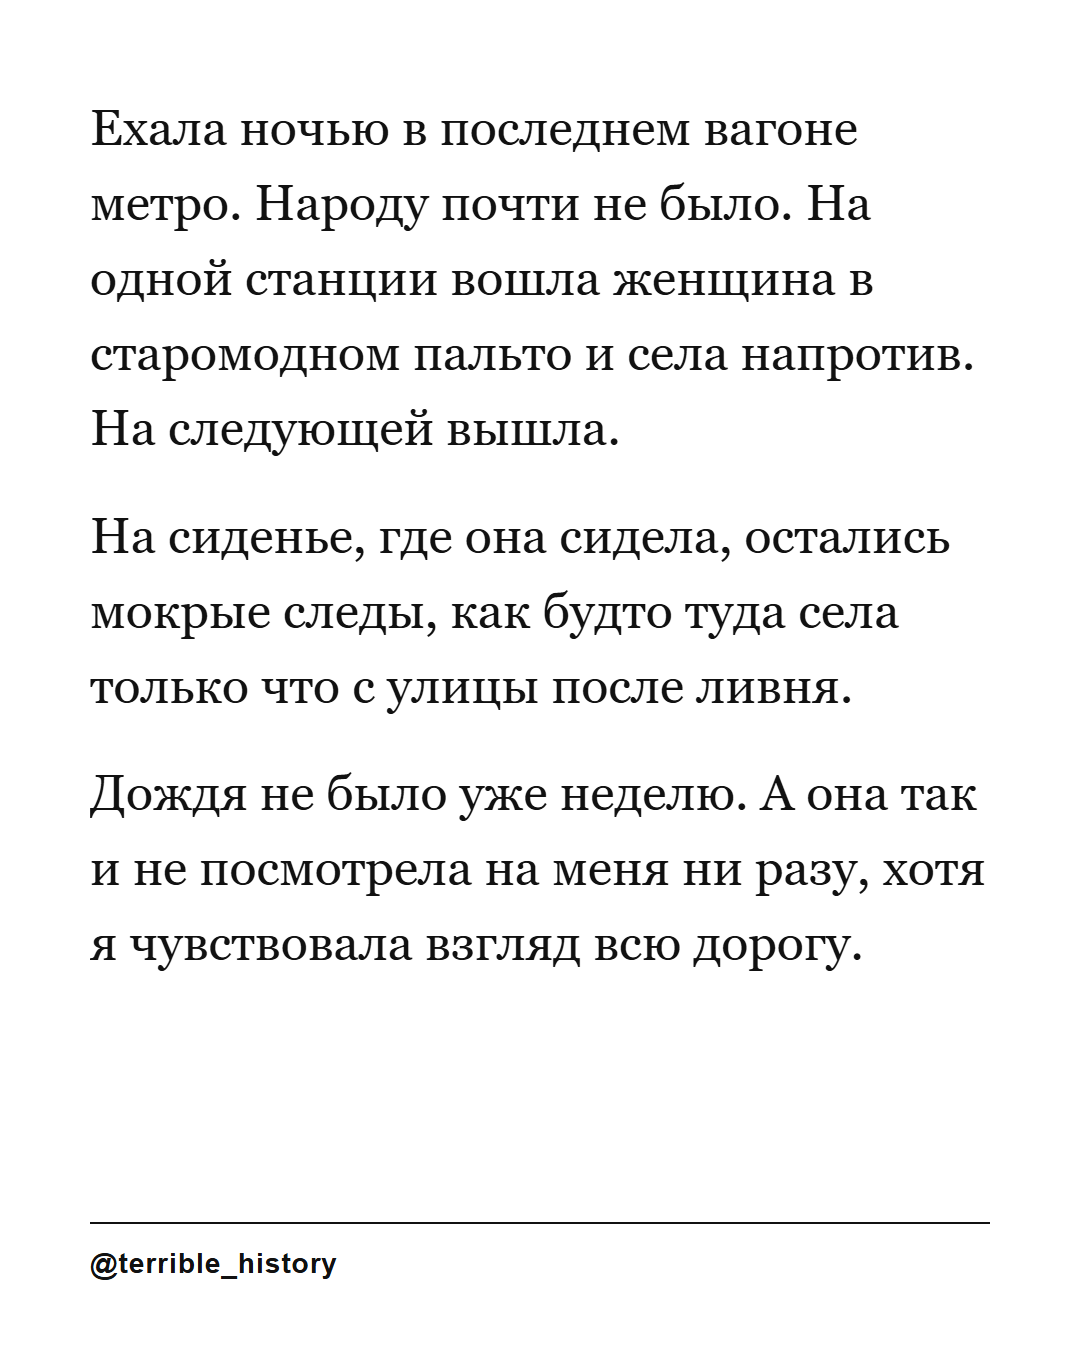 Ехала ночью в последнем вагоне
метро. Народу почти не было. На
одной станции вошла женщина в
старомодном пальто и села напротив.
На следующей вышла.
На сиденье, где она сидела, остались
мокрые следы, как будто туда села
только что с улицы после ливня.
Дождя не было уже неделю. А она так
и не посмотрела на меня ни разу, хотя
я чувствовала взгляд всю дорогу.
@terrible_history